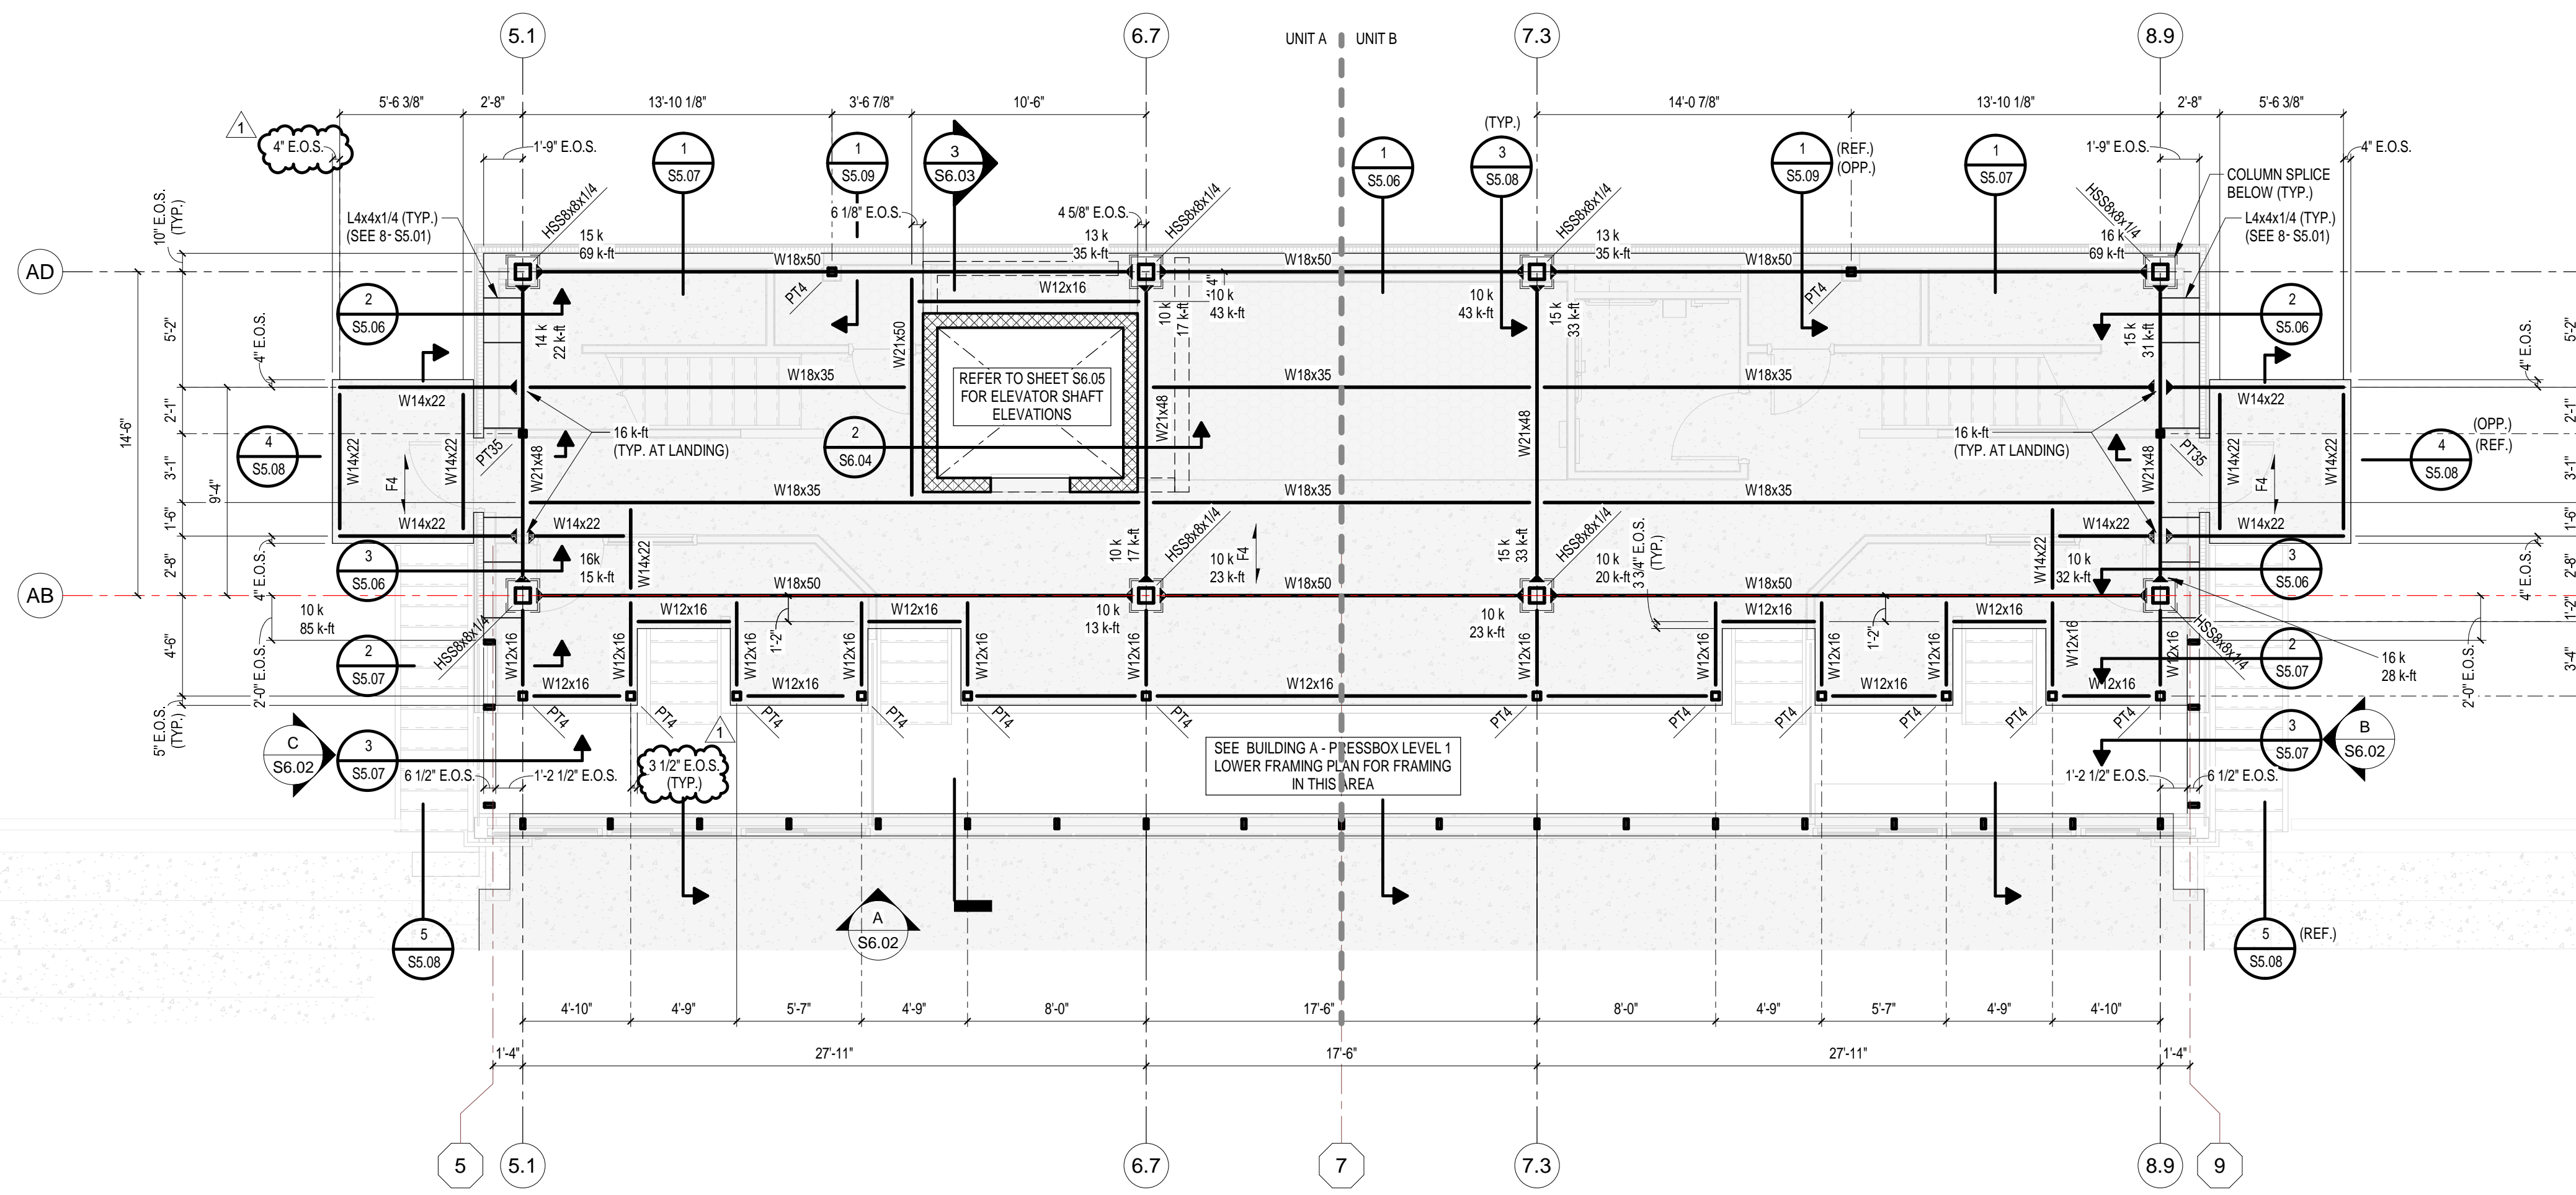 5.1
6.7
UNIT A
UNIT B
7.3
8.9
5'-6 3/8"
2'-8"
13'-10 1/8"
3'-6 7/8"
10'-6"
14'-0 7/8"
13'-10 1/8"
2'-8"
5'-6 3/8"
1
4" E.O.S.
1'-9" E.O.S.
1
S5.07
1
S5.09
3
S6.03
1
S5.06
(TYP.)
3
S5.08
1
S5.09
(REF.)
(OPP.)
1
S5.07
1'-9" E.O.S.
4" E.O.S.
COLUMN SPLICE
BELOW (TYP.)
L4x4x1/4 (TYP.)
(SEE 8- S5.01)
10" E.O.S.
(TYP.)
L4x4x1/4 (TYP.)
(SEE 8- S5.01)
HSS8x8x1/4
6 1/8" E.O.S.
4 5/8" E.O.S.
HSS8x8x1/4
HSS8x8x1/4
HSS8x8x1/4
15 k
69 k-ft
W18x50
13 k
35 k-ft
W18x50
13 k
35 k-ft
W18x50
16 k
69 k-ft
AD
PT4
W12x16
4"
10 k
43 k-ft
10 k
43 k-ft
PT4
2
S5.06
14 k
22 k-ft
W21x50
10 k
17 k-ft
15 k
33 k-ft
15 k
31 k-ft
2
S5.06
5'-2"
4" E.O.S.
4" E.O.S.
5'-2"
W18x35
REFER TO SHEET S6.05
FOR ELEVATOR SHAFT
ELEVATIONS
W18x35
W18x35
W14x22
W14x22
14'-6"
2'-1"
3'-1"
9'-4"
1'-6"
2'-8"
4
S5.08
W14x22
F4
W14x22
PT35
W21x48
16 k-ft
(TYP. AT LANDING)
2
S6.04
W21x48
W21x48
16 k-ft
(TYP. AT LANDING)
W21x48
PT35
W14x22
F4
W14x22
4
S5.08
(OPP.)
(REF.)
2'-1"
3'-1"
1'-6"
2'-8"
W18x35
W18x35
W18x35
W14x22
W14x22
W14x22
W14x22
3
S5.06
16k
15 k-ft
W14x22
10 k
17 k-ft
HSS8x8x1/4
10 k
23 k-ft
F4
15 k
33 k-ft
HSS8x8x1/4
10 k
20 k-ft
3 3/4" E.O.S.
(TYP.)
W14x22
10 k
32 k-ft
3
S5.06
4" E.O.S.
4" E.O.S.
AB
W18x50
W18x50
W18x50
10 k
85 k-ft
HSS8x8x1/4
W12x16
W12x16
1'-2"
10 k
13 k-ft
10 k
23 k-ft
W12x16
1'-2"
W12x16
HSS8x8x1/4
1'-2"
4'-6"
2'-0" E.O.S.
2
S5.07
W12x16
W12x16
W12x16
W12x16
W12x16
W12x16
W12x16
W12x16
W12x16
W12x16
W12x16
W12x16
2
S5.07
16 k
28 k-ft
3'-4"
2'-0" E.O.S.
W12x16
W12x16
W12x16
W12x16
W12x16
5" E.O.S.
(TYP.)
PT4
PT4
PT4
PT4
PT4
PT4
PT4
PT4
PT4
PT4
PT4
PT4
C
S6.02
3
S5.07
6 1/2" E.O.S.
1'-2 1/2" E.O.S.
1
3 1/2" E.O.S.
(TYP.)
SEE BUILDING A - PRESSBOX LEVEL 1
LOWER FRAMING PLAN FOR FRAMING
IN THIS AREA
3
S5.07
B
S6.02
1'-2 1/2" E.O.S.
6 1/2" E.O.S.
5
S5.08
A
S6.02
5
S5.08
(REF.)
4'-10"
4'-9"
5'-7"
4'-9"
8'-0"
17'-6"
8'-0"
4'-9"
5'-7"
4'-9"
4'-10"
1'-4"
27'-11"
17'-6"
27'-11"
1'-4"
5
5.1
6.7
7
7.3
8.9
9